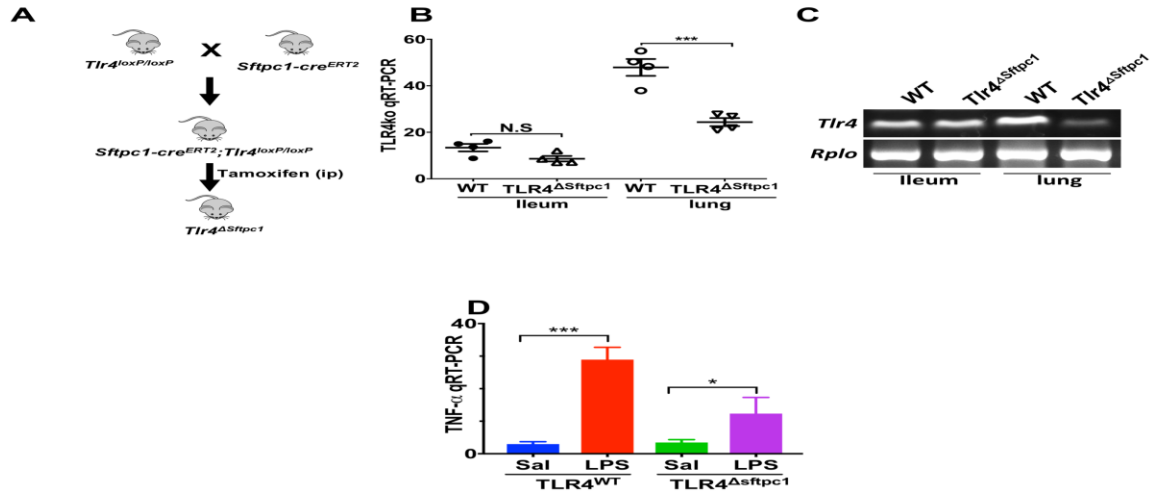 A
Tlr4loxP/loxP X Sftpc1-creERT2
Sftpc1-creERT2;Tlr4loxP/loxP
Tamoxifen (ip)
Tlr4ΔSftpc1
B
TLR4ko qRT-PCR
60
40
20
0
N.S
***
WT TLR4ΔSftpc1 WT TLR4ΔSftpc1
Ileum lung
C
WT Tlr4ΔSftpc1 WT Tlr4ΔSftpc1
Tlr4
Rplo
Ileum lung
D
TNF-α qRT-PCR
40
0
***
*
Sal LPS Sal LPS
TLR4WT TLR4Δsftpc1